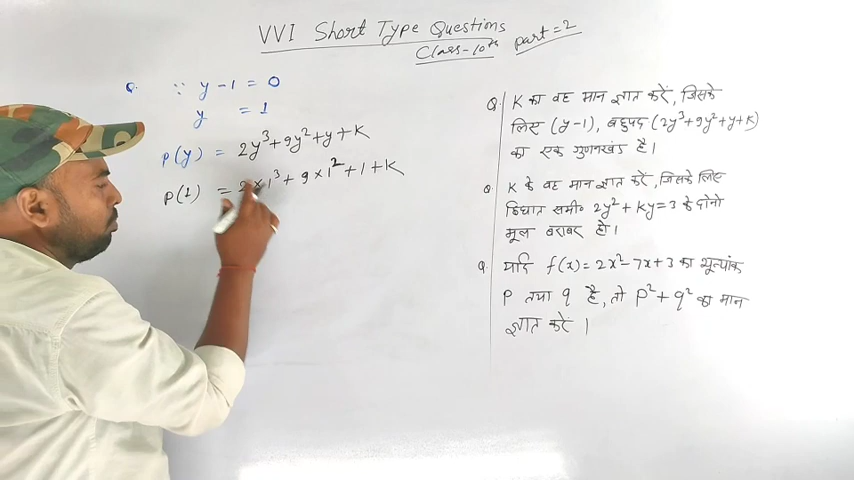 VVI Short Type Questions
Class-10th part=2
Q. ∵ y-1 = 0
y = 1
p(y) = 2y³+9y²+y+K
p(1) = 2×1³+9×1²+1+K
Q. K का वह मान ज्ञात करें, जिसके
लिए (y-1), बहुपद (2y³+9y²+y+K)
का एक गुणनखंड है।
Q. K के वह मान ज्ञात करें, जिसके लिए
द्विघात समी० 2y²+Ky=3 के दोनो
मूल बराबर हो।
Q. यदि f(x)=2x²-7x+3 का शून्यांक
P तथा q है, तो P²+q² का मान
ज्ञात करें।